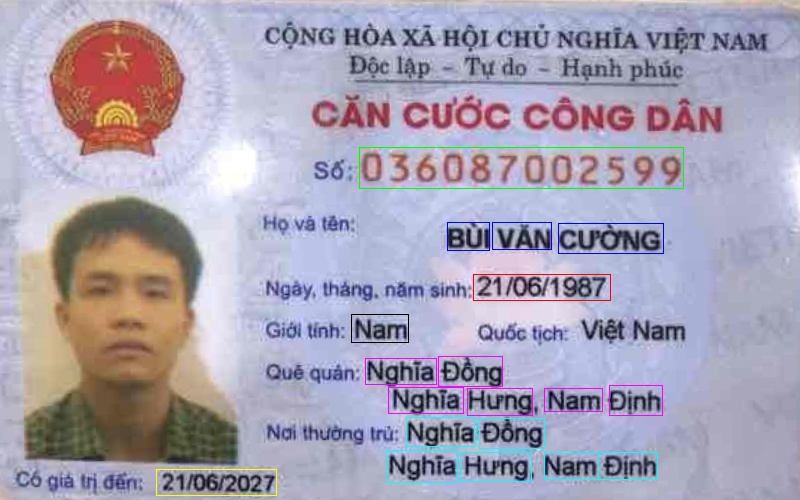 CỘNG HÒA XÃ HỘI CHỦ NGHĨA VIỆT NAM
Độc lập – Tự do – Hạnh phúc
CĂN CƯỚC CÔNG DÂN
Số: 036087002599
Họ và tên:
BÙI VĂN CƯỜNG
Ngày, tháng, năm sinh: 21/06/1987
Giới tính: Nam Quốc tịch: Việt Nam
Quê quán: Nghĩa Đồng
Nghĩa Hưng, Nam Định
Nơi thường trú: Nghĩa Đồng
Nghĩa Hưng, Nam Định
Có giá trị đến: 21/06/2027